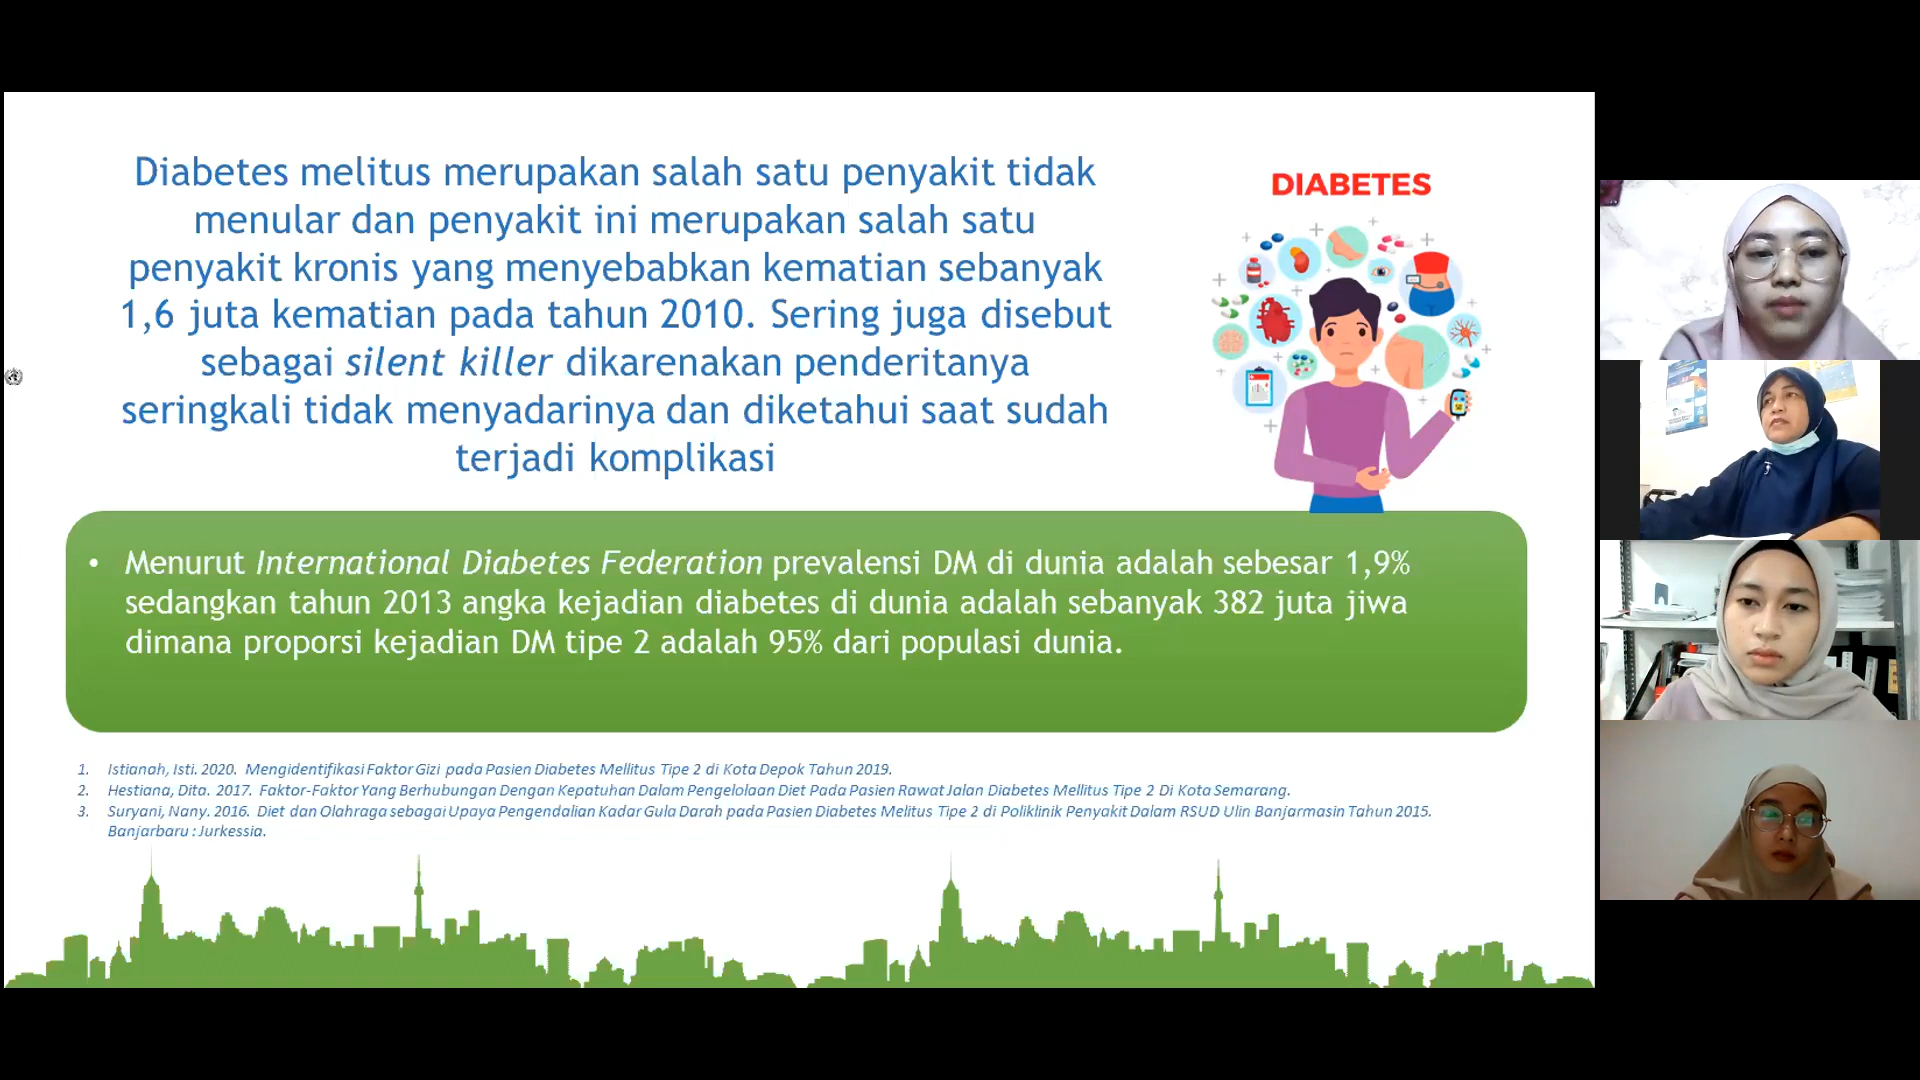 Diabetes melitus merupakan salah satu penyakit tidak
menular dan penyakit ini merupakan salah satu
penyakit kronis yang menyebabkan kematian sebanyak
1,6 juta kematian pada tahun 2010. Sering juga disebut
sebagai silent killer dikarenakan penderitanya
seringkali tidak menyadarinya dan diketahui saat sudah
terjadi komplikasi
DIABETES
• Menurut International Diabetes Federation prevalensi DM di dunia adalah sebesar 1,9%
sedangkan tahun 2013 angka kejadian diabetes di dunia adalah sebanyak 382 juta jiwa
dimana proporsi kejadian DM tipe 2 adalah 95% dari populasi dunia.
1. Istianah, Isti. 2020. Mengidentifikasi Faktor Gizi pada Pasien Diabetes Mellitus Tipe 2 di Kota Depok Tahun 2019.
2. Hestiana, Dita. 2017. Faktor-Faktor Yang Berhubungan Dengan Kepatuhan Dalam Pengelolaan Diet Pada Pasien Rawat Jalan Diabetes Mellitus Tipe 2 Di Kota Semarang.
3. Suryani, Nany. 2016. Diet dan Olahraga sebagai Upaya Pengendalian Kadar Gula Darah pada Pasien Diabetes Melitus Tipe 2 di Poliklinik Penyakit Dalam RSUD Ulin Banjarmasin Tahun 2015.
Banjarbaru : Jurkessia.